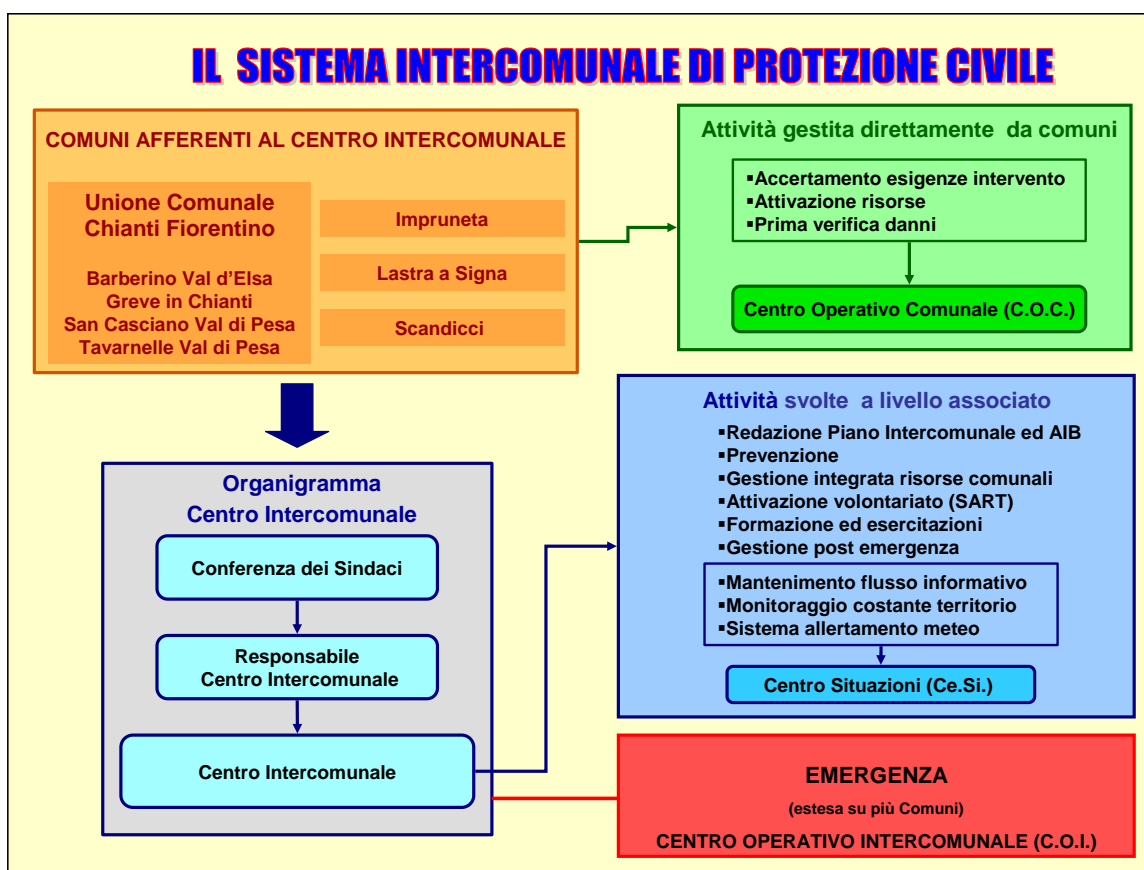 IL SISTEMA INTERCOMUNALE DI PROTEZIONE CIVILE
COMUNI AFFERENTI AL CENTRO INTERCOMUNALE
Unione Comunale
Chianti Fiorentino
Barberino Val d'Elsa
Greve in Chianti
San Casciano Val di Pesa
Tavarnelle Val di Pesa
Impruneta
Lastra a Signa
Scandicci
Attività gestita direttamente da comuni
▪Accertamento esigenze intervento
▪Attivazione risorse
▪Prima verifica danni
Centro Operativo Comunale (C.O.C.)
Organigramma
Centro Intercomunale
Conferenza dei Sindaci
Responsabile
Centro Intercomunale
Centro Intercomunale
Attività svolte a livello associato
▪Redazione Piano Intercomunale ed AIB
▪Prevenzione
▪Gestione integrata risorse comunali
▪Attivazione volontariato (SART)
▪Formazione ed esercitazioni
▪Gestione post emergenza
▪Mantenimento flusso informativo
▪Monitoraggio costante territorio
▪Sistema allertamento meteo
Centro Situazioni (Ce.Si.)
EMERGENZA
(estesa su più Comuni)
CENTRO OPERATIVO INTERCOMUNALE (C.O.I.)